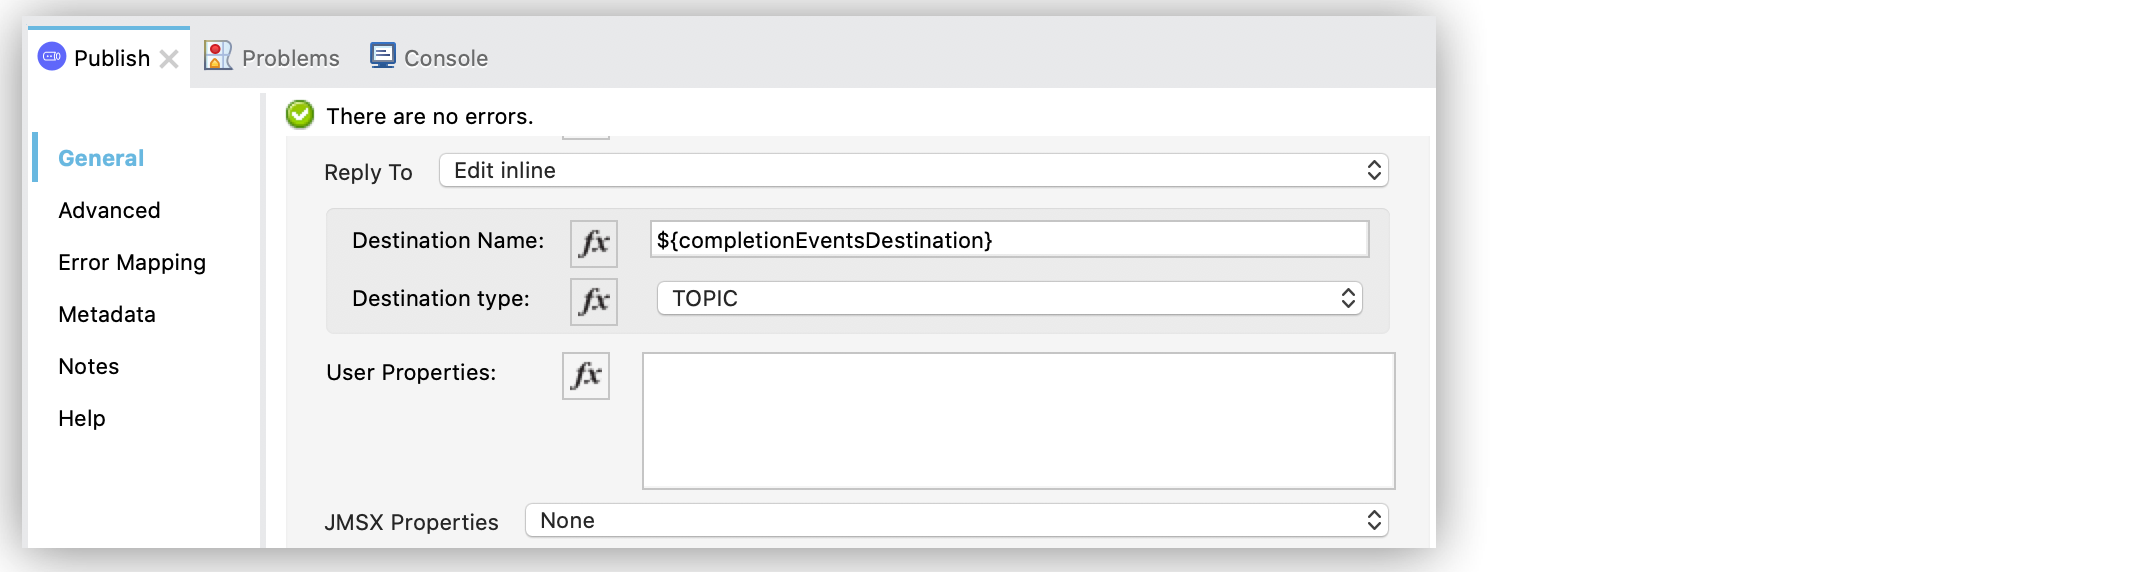 Publish Problems Console
There are no errors.
General
Advanced
Error Mapping
Metadata
Notes
Help
Reply To Edit inline
Destination Name: fx ${completionEventsDestination}
Destination type: fx TOPIC
User Properties: fx
JMSX Properties None